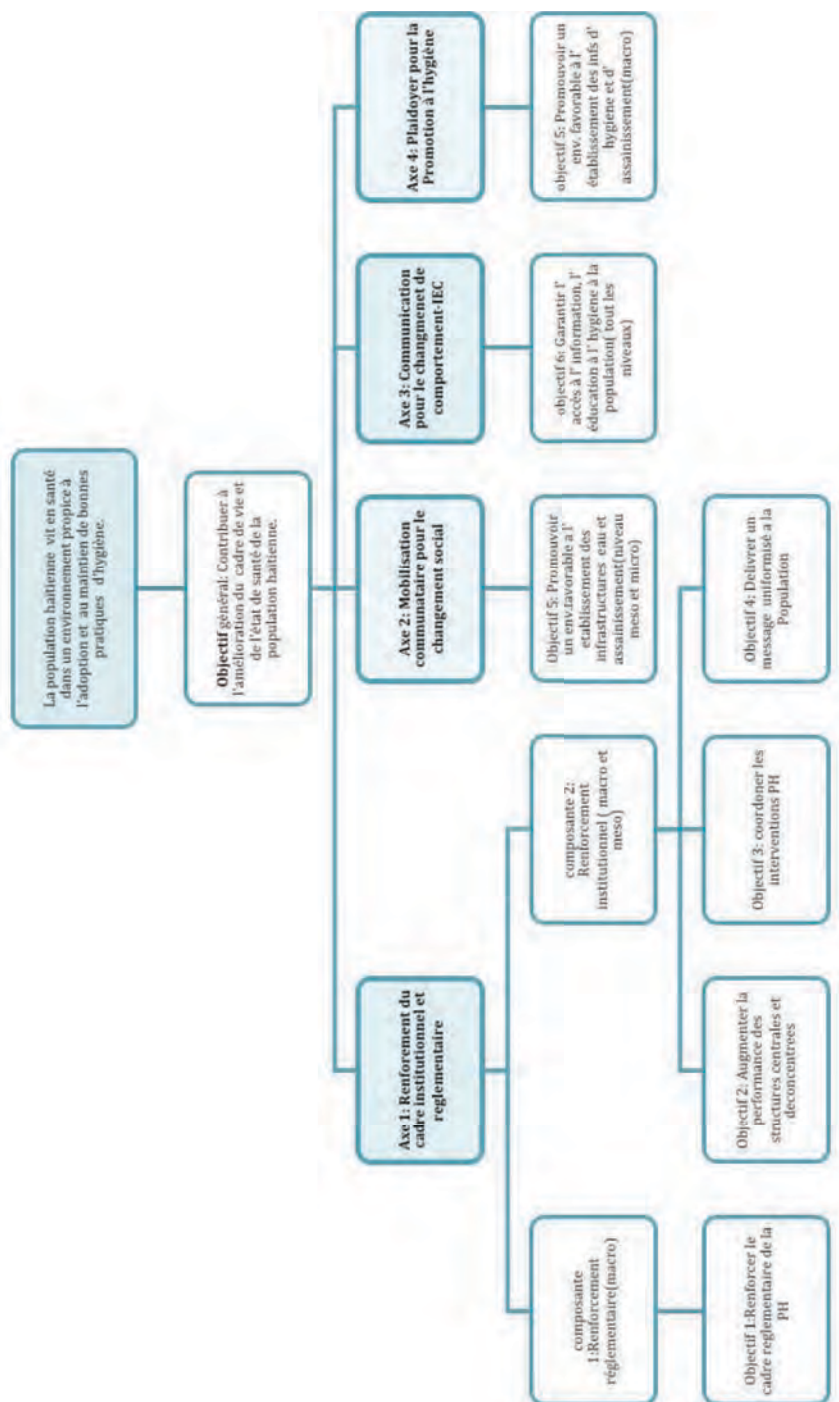 La population haïtienne vit en santé
dans un environnement propice à
l'adoption et au maintien de bonnes
pratiques d'hygiène.
Objectif général: Contribuer à
l'amélioration du cadre de vie et
de l'état de santé de la
population haïtienne.
Axe 1: Renforement du
cadre institutionnel et
reglementaire
Axe 2: Mobilisation
communataire pour le
changement social
Axe 3: Communication
pour le changmenet de
comportement-IEC
Axe 4: Plaidoyer pour la
Promotion à l'hygiène
composante
1:Renforcement
réglementaire(macro)
composante 2:
Renforcement
institutionnel ( macro et
meso)
Objectif 5: Promouvoir
un env.favorable a l'
etablissement des
infrastructures eau et
assainissement(niveau
meso et micro)
objectif 6: Garantir l'
accès à l' information, l'
éducation à l' hygiene à la
population( tout les
niveaux)
objectif 5: Promouvoir un
env. favorable à l'
établissement des infs d'
hygiene et d'
assainissement(macro)
Objectif 1:Renforcer le
cadre reglementaire de la
PH
Objectif 2: Augmenter la
performance des
structures centrales et
deconcentrees
Objectif 3: coordoner les
interventions PH
Objectif 4: Delivrer un
message uniformisé a la
Population